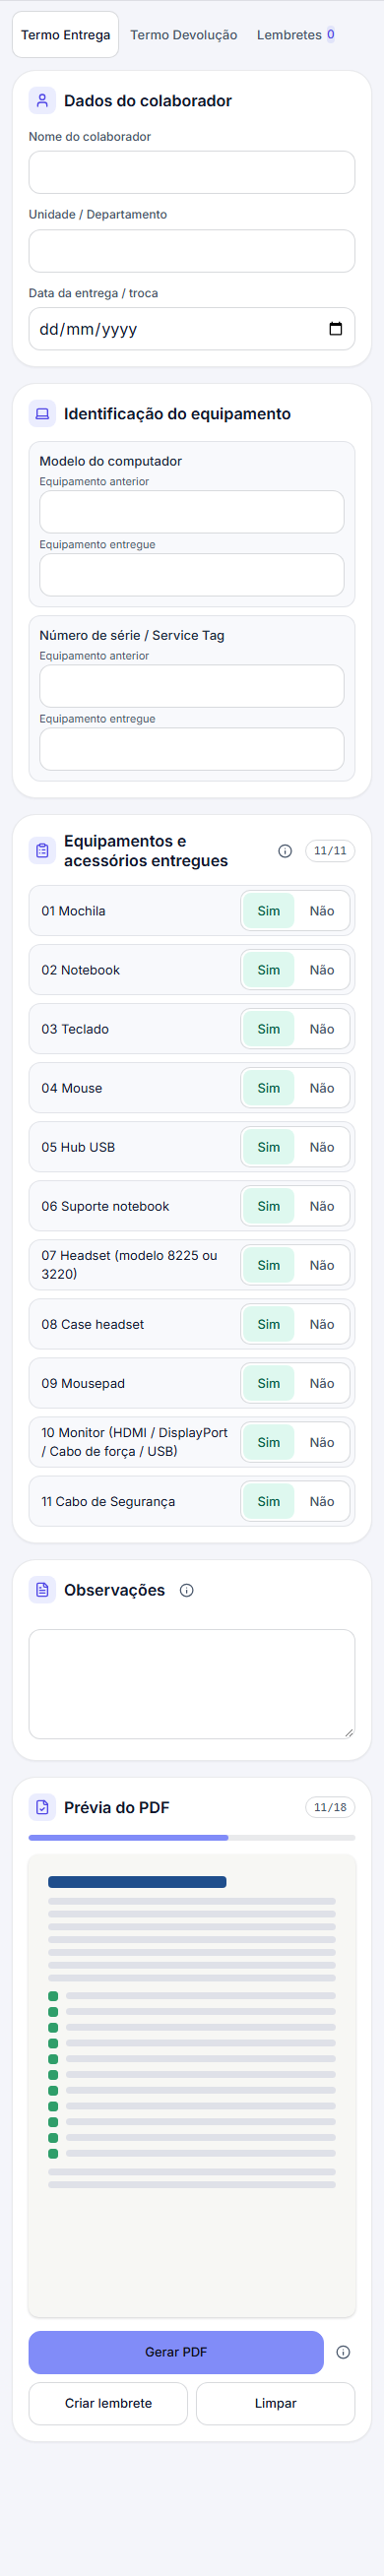 Termo Entrega
Termo Devolução
Lembretes 0
Dados do colaborador
Nome do colaborador
Unidade / Departamento
Data da entrega / troca
dd/mm/yyyy
Identificação do equipamento
Modelo do computador
Equipamento anterior
Equipamento entregue
Número de série / Service Tag
Equipamento anterior
Equipamento entregue
Equipamentos e
acessórios entregues
11/11
01 Mochila
Sim
Não
02 Notebook
Sim
Não
03 Teclado
Sim
Não
04 Mouse
Sim
Não
05 Hub USB
Sim
Não
06 Suporte notebook
Sim
Não
07 Headset (modelo 8225 ou
3220)
Sim
Não
08 Case headset
Sim
Não
09 Mousepad
Sim
Não
10 Monitor (HDMI / DisplayPort
/ Cabo de força / USB)
Sim
Não
11 Cabo de Segurança
Sim
Não
Observações
Prévia do PDF
11/18
Gerar PDF
Criar lembrete
Limpar